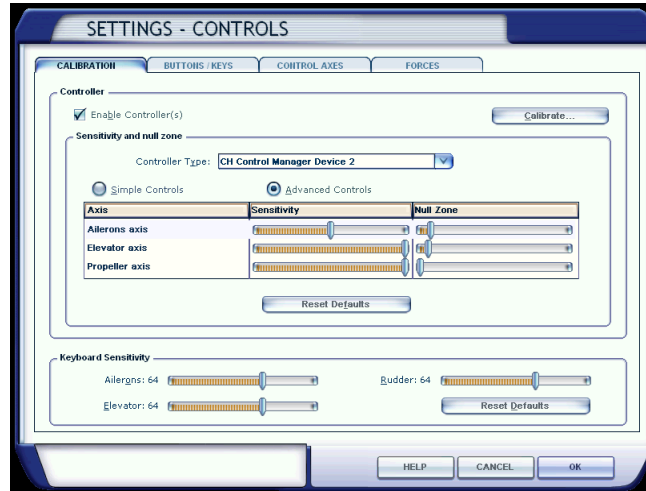 SETTINGS - CONTROLS
CALIBRATION BUTTONS / KEYS CONTROL AXES FORCES
Controller
Enable Controller(s)
Calibrate...
Sensitivity and null zone
Controller Type: CH Control Manager Device 2
Simple Controls Advanced Controls
Axis Sensitivity Null Zone
Ailerons axis
Elevator axis
Propeller axis
Reset Defaults
Keyboard Sensitivity
Ailerons: 64 Rudder: 64
Elevator: 64 Reset Defaults
HELP CANCEL OK